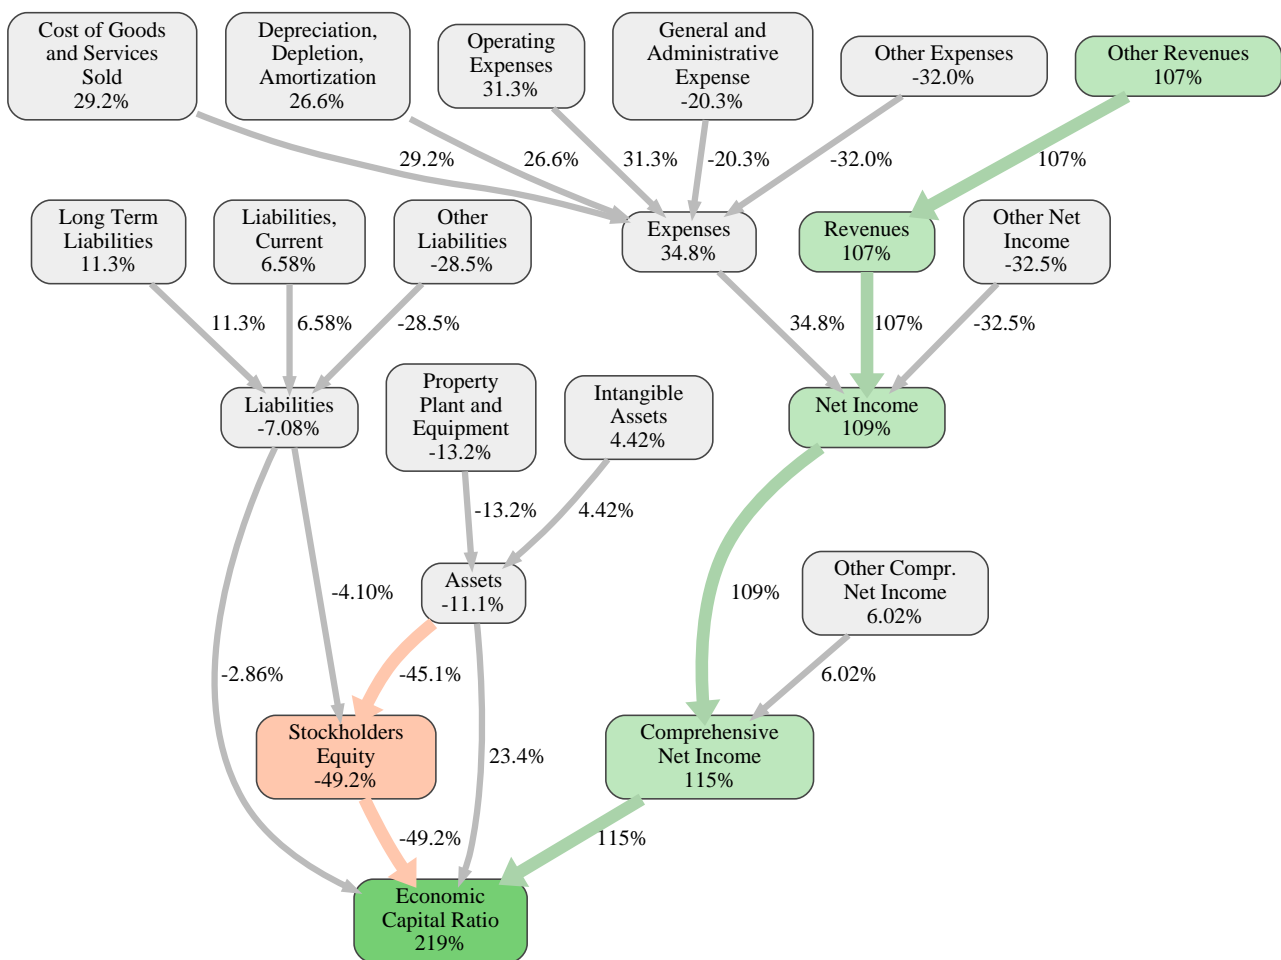 Cost of Goods
and Services
Sold
29.2%
Depreciation,
Depletion,
Amortization
26.6%
Operating
Expenses
31.3%
General and
Administrative
Expense
-20.3%
Other Expenses
-32.0%
Other Revenues
107%
29.2%
26.6%
31.3%
-20.3%
-32.0%
107%
Long Term
Liabilities
11.3%
Liabilities,
Current
6.58%
Other
Liabilities
-28.5%
Expenses
34.8%
Revenues
107%
Other Net
Income
-32.5%
11.3%
6.58%
-28.5%
34.8%
107%
-32.5%
Liabilities
-7.08%
Property
Plant and
Equipment
-13.2%
Intangible
Assets
4.42%
Net Income
109%
-13.2%
4.42%
Assets
-11.1%
Other Compr.
Net Income
6.02%
-4.10%
109%
-2.86%
-45.1%
6.02%
Stockholders
Equity
-49.2%
23.4%
Comprehensive
Net Income
115%
-49.2%
115%
Economic
Capital Ratio
219%